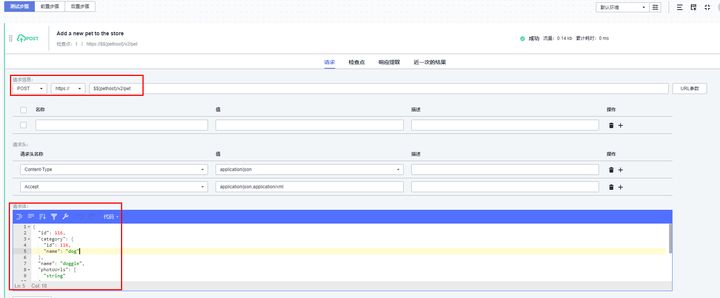 测试步骤 前置步骤 后置步骤 默认环境
POST Add a new pet to the store
检查点： 1 | https://$${pethost}/v2/pet 成功 流量：0.14 kb 累计耗时：0 ms
请求 检查点 响应提取 近一次的结果
请求信息：
POST https:// $${pethost}/v2/pet URL参数
名称 值 描述 操作
请求头：
请求头名称 值 描述 操作
Content-Type application/json
Accept application/json,application/xml
请求体：
代码
1 {
2 "id": 116,
3 "category": {
4 "id": 116,
5 "name": "dog"
6 },
7 "name": "doggie",
8 "photoUrls": [
9 "string"
Ln: 5 Col: 18